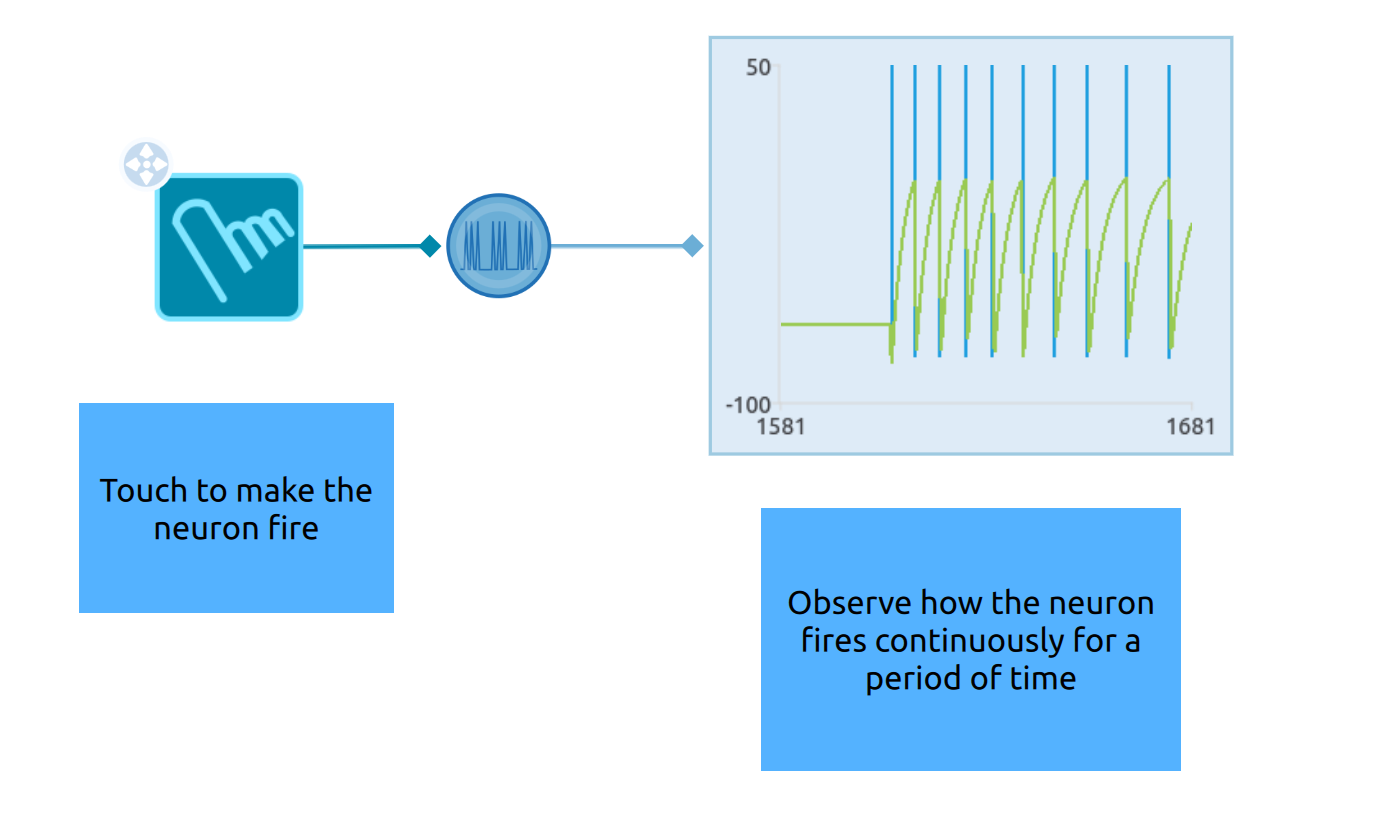 50
-100
1581
1681
Touch to make the
neuron fire
Observe how the neuron
fires continuously for a
period of time